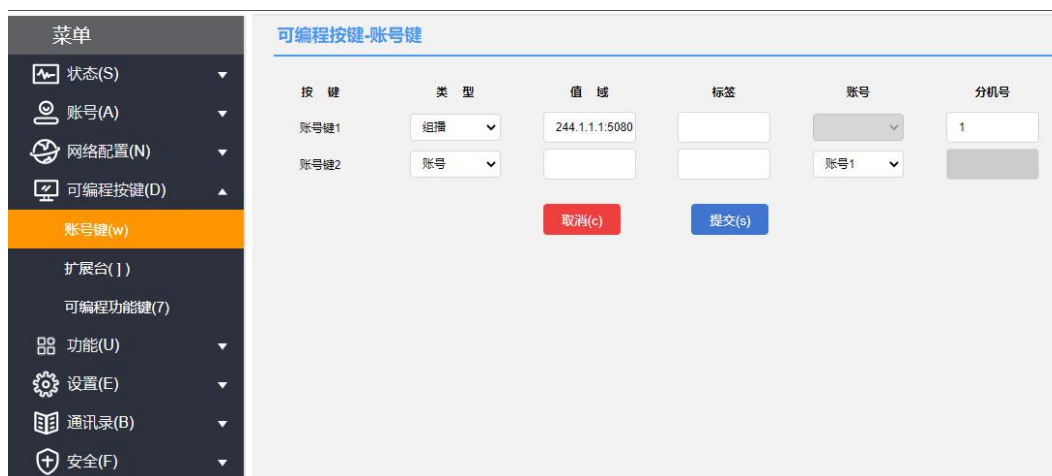 菜单
状态(S)
账号(A)
网络配置(N)
可编程按键(D)
账号键(w)
扩展台(])
可编程功能键(7)
功能(U)
设置(E)
通讯录(B)
安全(F)
可编程按键-账号键
按 键 类 型 值 域 标签 账号 分机号
账号键1 组播 244.1.1.1:5080 1
账号键2 账号 账号1
取消(c) 提交(s)